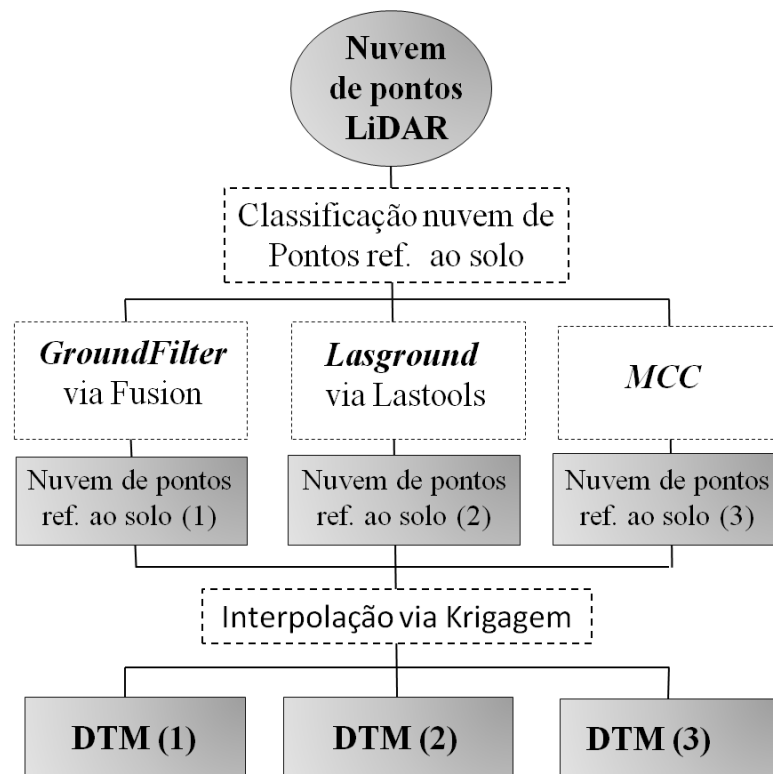 Nuvem
de pontos
LiDAR
Classificação nuvem de
Pontos ref. ao solo
GroundFilter
via Fusion
Lasground
via Lastools
MCC
Nuvem de pontos
ref. ao solo (1)
Nuvem de pontos
ref. ao solo (2)
Nuvem de pontos
ref. ao solo (3)
Interpolação via Krigagem
DTM (1)
DTM (2)
DTM (3)